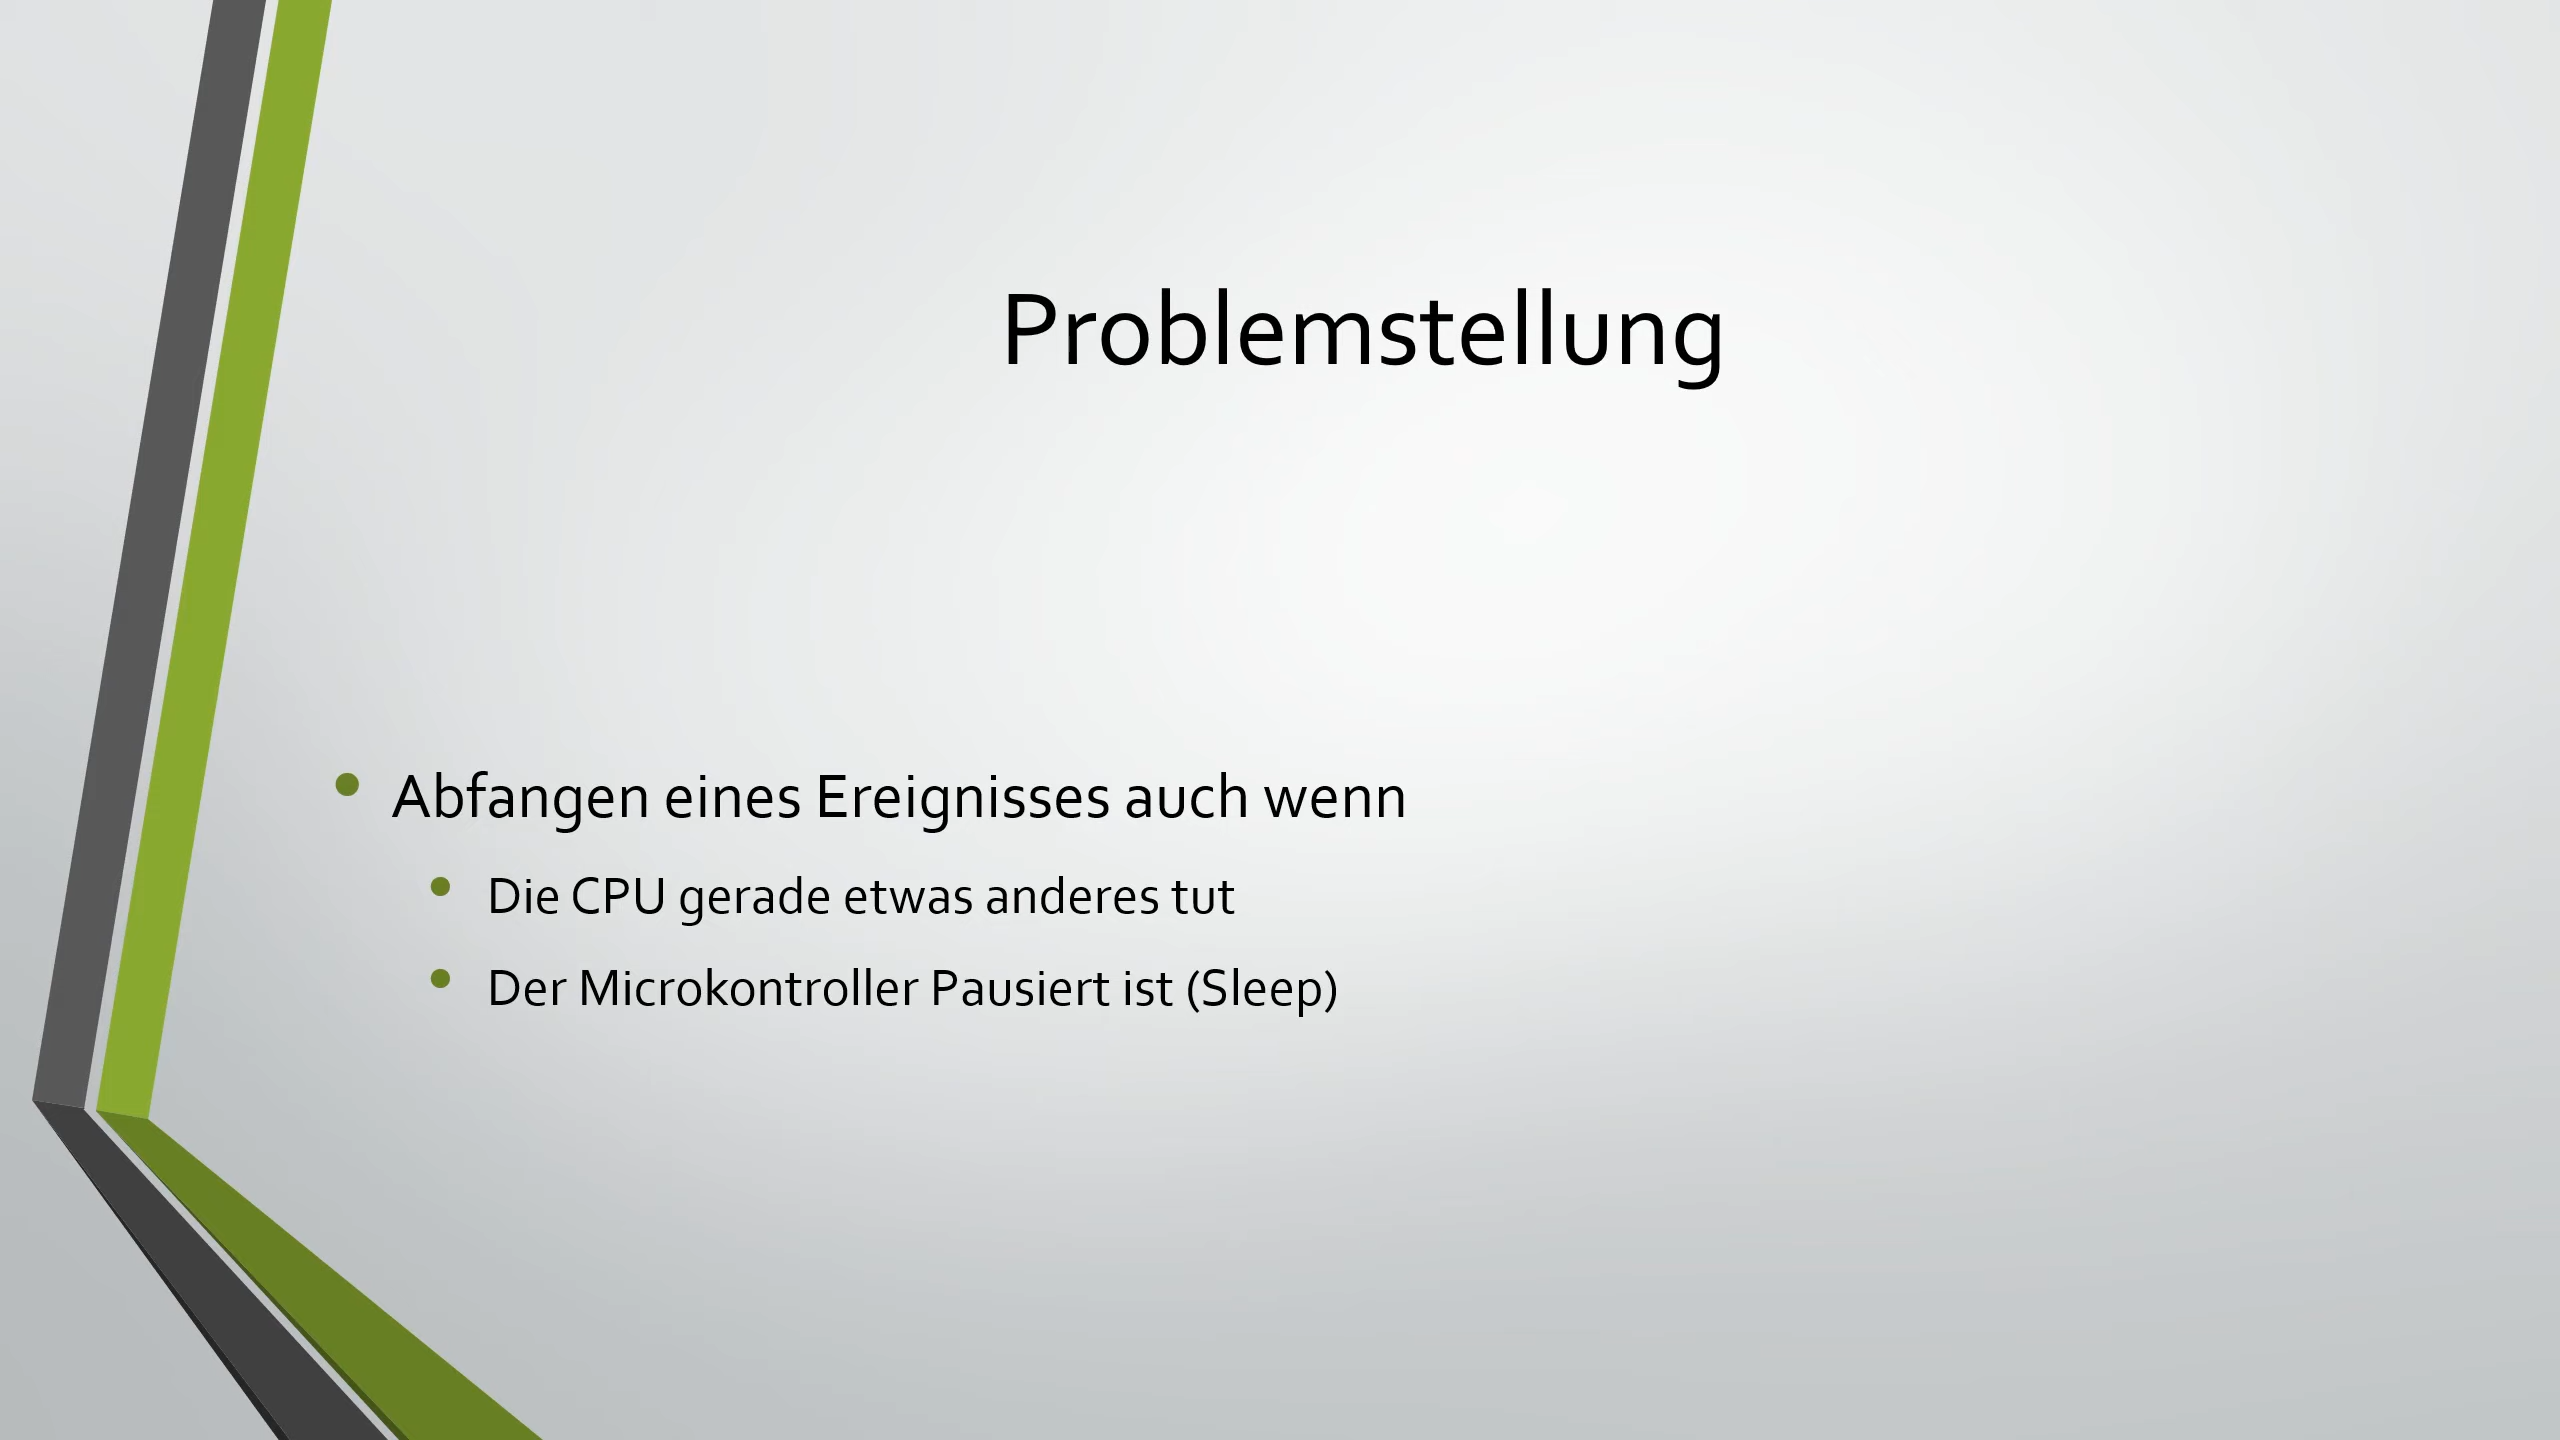 Problemstellung
Abfangen eines Ereignisses auch wenn
Die CPU gerade etwas anderes tut
Der Microkontroller Pausiert ist (Sleep)